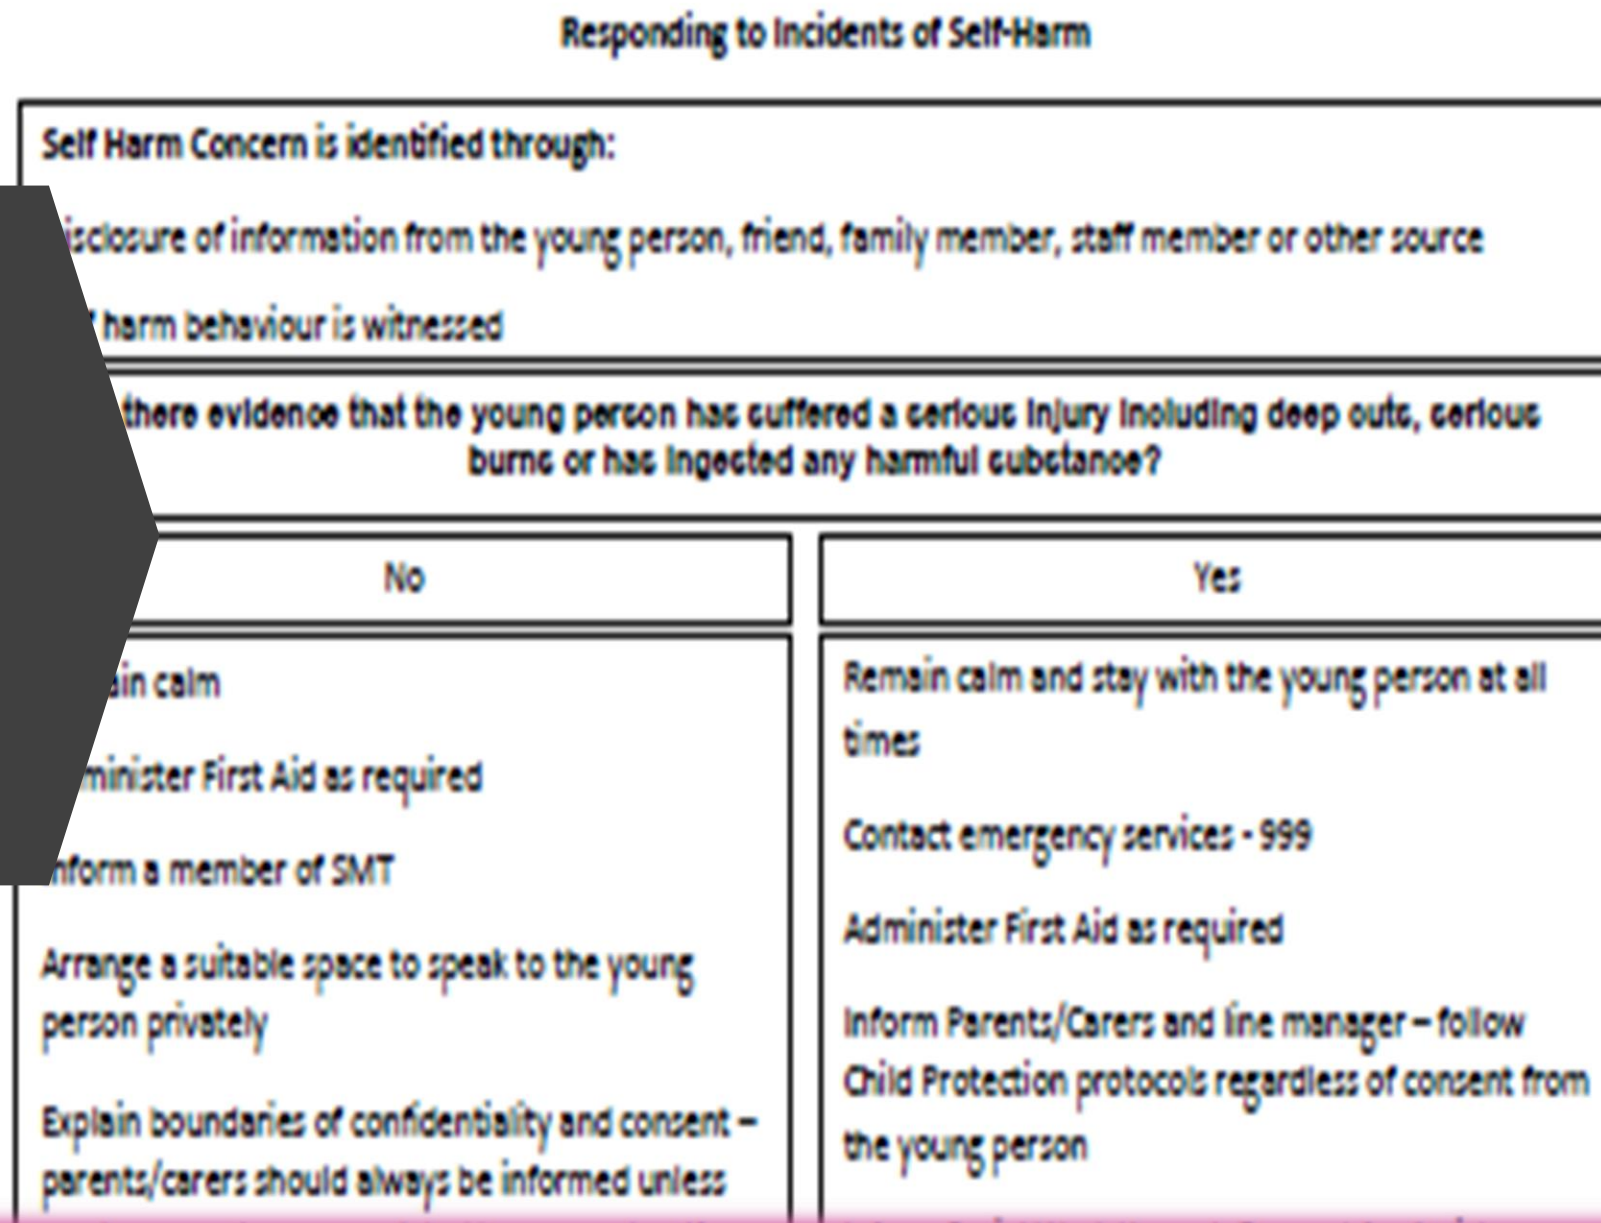 Responding to Incidents of Self-Harm
Self Harm Concern is identified through:
isclosure of information from the young person, friend, family member, staff member or other source
harm behaviour is witnessed
there evidence that the young person has suffered a serious injury including deep cuts, serious
burns or has ingested any harmful substance?
No
Yes
ain calm
minister First Aid as required
nform a member of SMT
Arrange a suitable space to speak to the young
person privately
Explain boundaries of confidentiality and consent –
parents/carers should always be informed unless
Remain calm and stay with the young person at all
times
Contact emergency services - 999
Administer First Aid as required
Inform Parents/Carers and line manager – follow
Child Protection protocols regardless of consent from
the young person